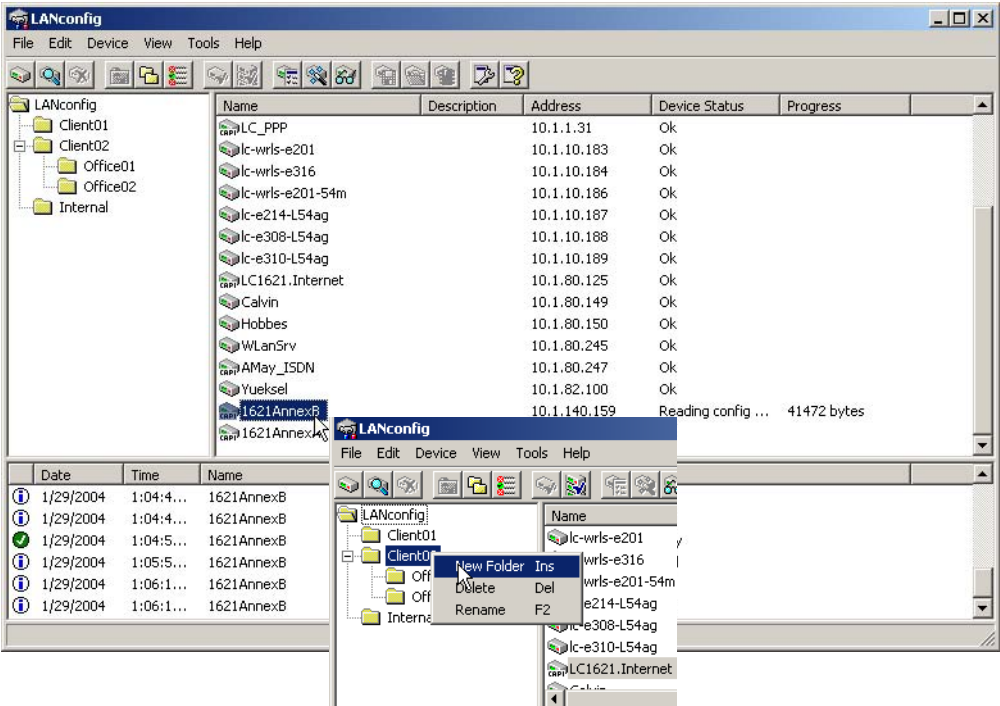 LANconfig
File Edit Device View Tools Help
LANconfig
Client01
Client02
Office01
Office02
Internal
Name Description Address Device Status Progress
LC_PPP 10.1.1.31 Ok
lc-wrls-e201 10.1.10.183 Ok
lc-wrls-e316 10.1.10.184 Ok
lc-wrls-e201-54m 10.1.10.186 Ok
lc-e214-L54ag 10.1.10.187 Ok
lc-e308-L54ag 10.1.10.188 Ok
lc-e310-L54ag 10.1.10.189 Ok
LC1621.Internet 10.1.80.125 Ok
Calvin 10.1.80.149 Ok
Hobbes 10.1.80.150 Ok
WLanSrv 10.1.80.245 Ok
AMay_ISDN 10.1.80.247 Ok
Yueksel 10.1.82.100 Ok
1621AnnexB 10.1.140.159 Reading config ... 41472 bytes
Date Time Name
1/29/2004 1:04:4... 1621AnnexB
1/29/2004 1:04:4... 1621AnnexB
1/29/2004 1:04:5... 1621AnnexB
1/29/2004 1:05:5... 1621AnnexB
1/29/2004 1:06:1... 1621AnnexB
1/29/2004 1:06:1... 1621AnnexB
LANconfig
File Edit Device View Tools Help
LANconfig
Client01
New Folder Ins
Delete Del
Rename F2
Name
lc-wrls-e201
wrls-e316
wrls-e201-54m
e214-L54ag
lc-e308-L54ag
lc-e310-L54ag
LC1621.Internet